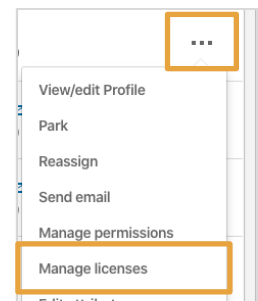 ...
View/edit Profile
Park
Reassign
Send email
Manage permissions
Manage licenses